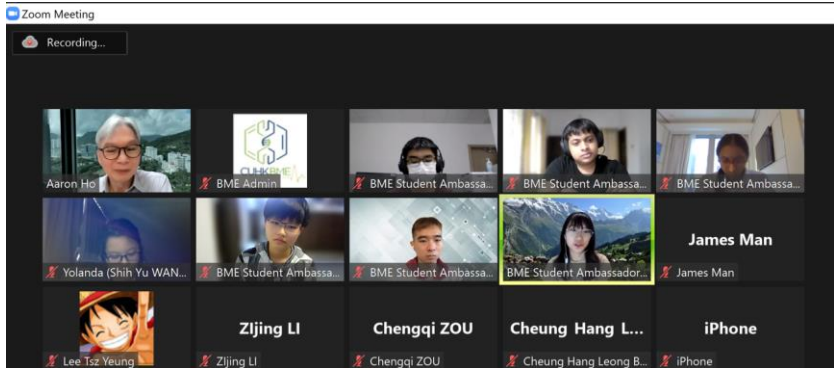 Zoom Meeting
Recording...
Aaron Ho
CUHKBME
BME Admin
BME Student Ambassa...
BME Student Ambassa...
BME Student Ambassa...
Yolanda (Shih Yu WAN...
BME Student Ambassa...
BME Student Ambassa...
BME Student Ambassador...
James Man
James Man
Lee Tsz Yeung
ZIjing LI
ZIjing LI
Chengqi ZOU
Chengqi ZOU
Cheung Hang L...
Cheung Hang Leong B...
iPhone
iPhone